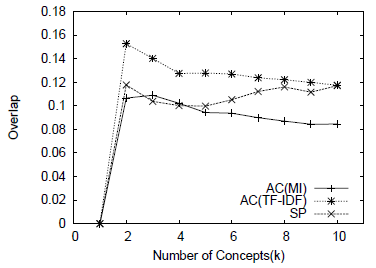 0.18
0.16
0.14
0.12
0.1
0.08
0.06
0.04
0.02
0
Overlap
AC(MI)
AC(TF-IDF)
SP
0 2 4 6 8 10
Number of Concepts(k)